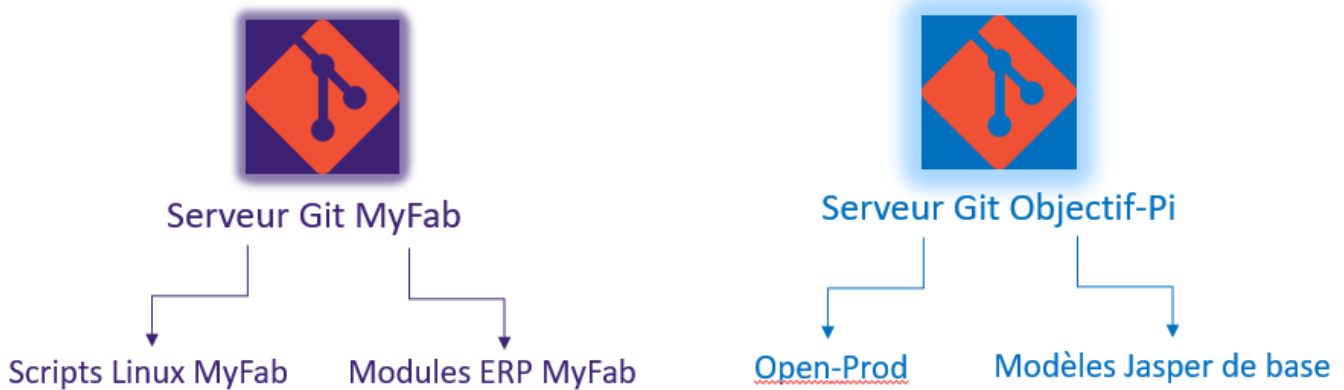 Serveur Git MyFab
Serveur Git Objectif-Pi
Scripts Linux MyFab
Modules ERP MyFab
Open-Prod
Modèles Jasper de base